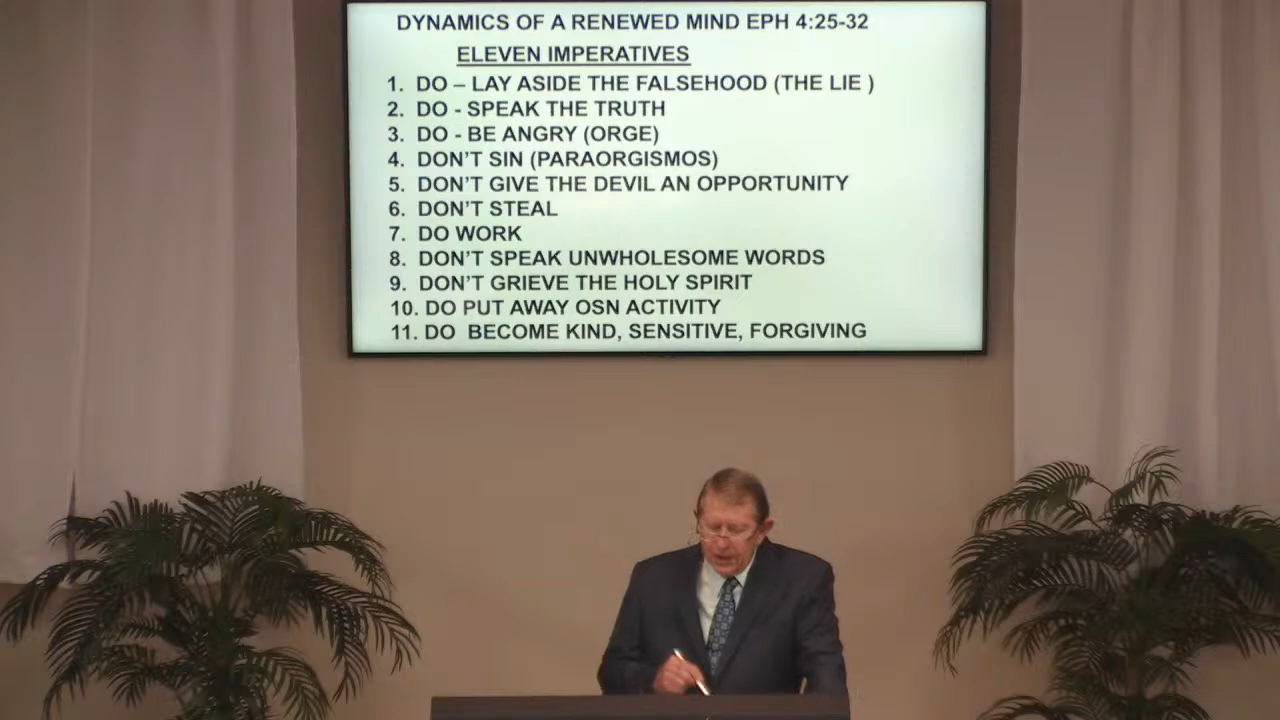 DYNAMICS OF A RENEWED MIND EPH 4:25-32
ELEVEN IMPERATIVES
1. DO – LAY ASIDE THE FALSEHOOD (THE LIE )
2. DO - SPEAK THE TRUTH
3. DO - BE ANGRY (ORGE)
4. DON'T SIN (PARAORGISMOS)
5. DON'T GIVE THE DEVIL AN OPPORTUNITY
6. DON'T STEAL
7. DO WORK
8. DON'T SPEAK UNWHOLESOME WORDS
9. DON'T GRIEVE THE HOLY SPIRIT
10. DO PUT AWAY OSN ACTIVITY
11. DO BECOME KIND, SENSITIVE, FORGIVING